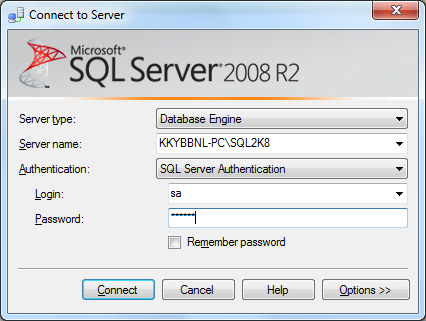 Connect to Server
Microsoft®
SQL Server® 2008 R2
Server type: Database Engine
Server name: KKYBBNL-PC\SQL2K8
Authentication: SQL Server Authentication
Login: sa
Password: ******
Remember password
Connect Cancel Help Options >>